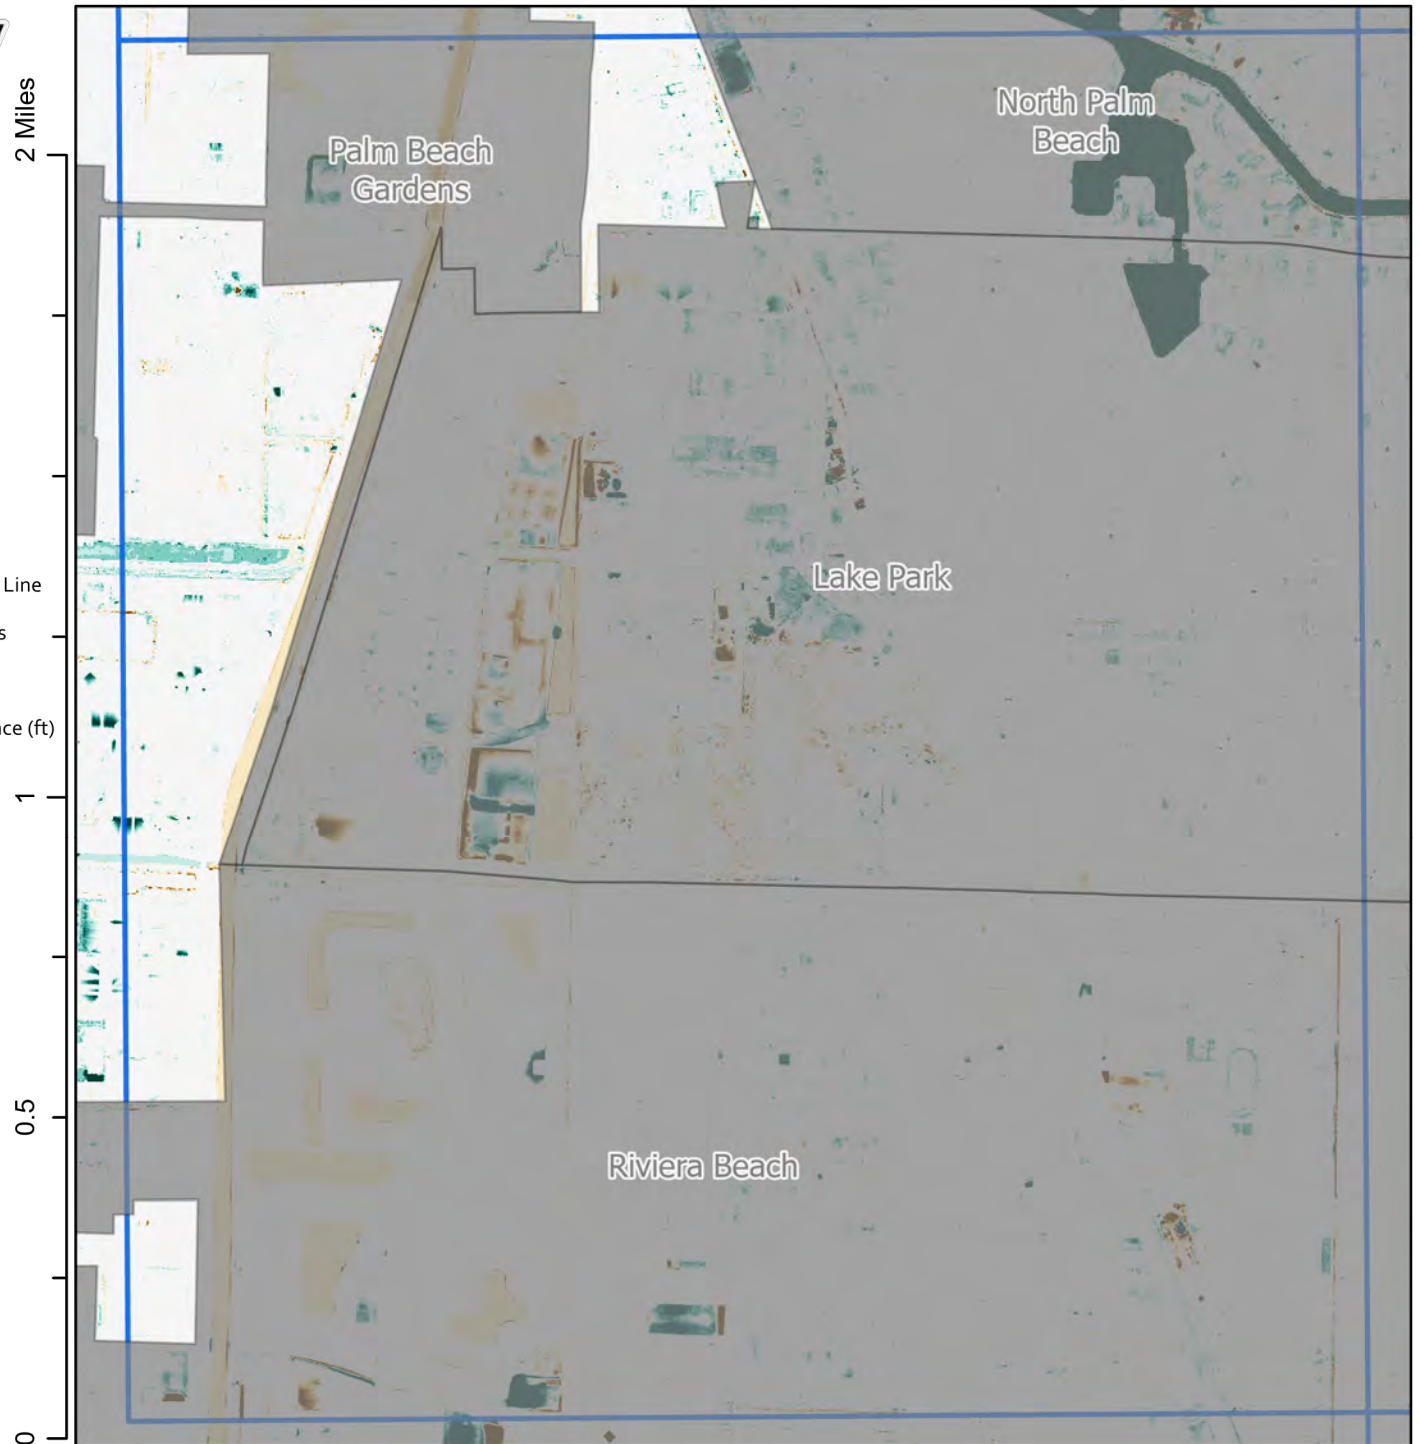 2 Miles
1
0.5
0
Line
s
ce (ft)
Palm Beach
Gardens
North Palm
Beach
Lake Park
Riviera Beach